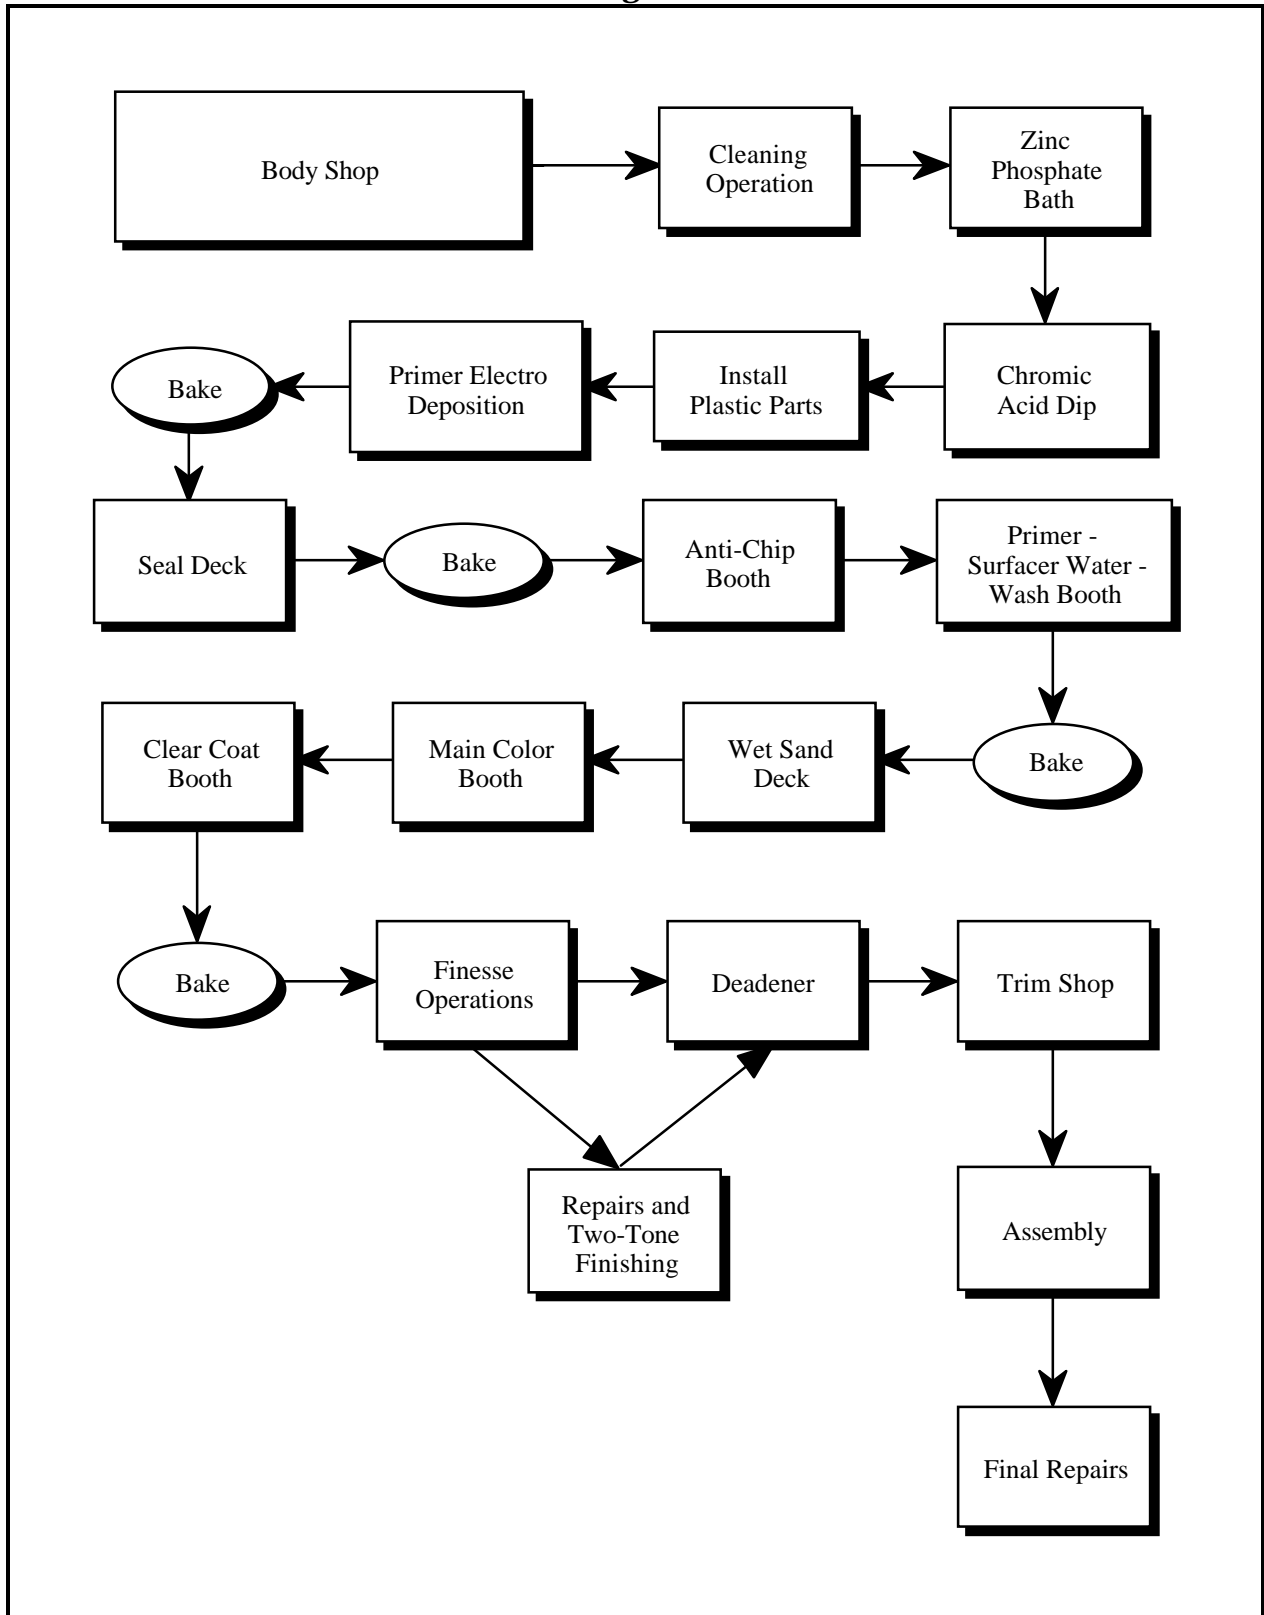 Body Shop
Cleaning
Operation
Zinc
Phosphate
Bath
Bake
Primer Electro
Deposition
Install
Plastic Parts
Chromic
Acid Dip
Seal Deck
Bake
Anti-Chip
Booth
Primer -
Surfacer Water -
Wash Booth
Clear Coat
Booth
Main Color
Booth
Wet Sand
Deck
Bake
Bake
Finesse
Operations
Deadener
Trim Shop
Repairs and
Two-Tone
Finishing
Assembly
Final Repairs